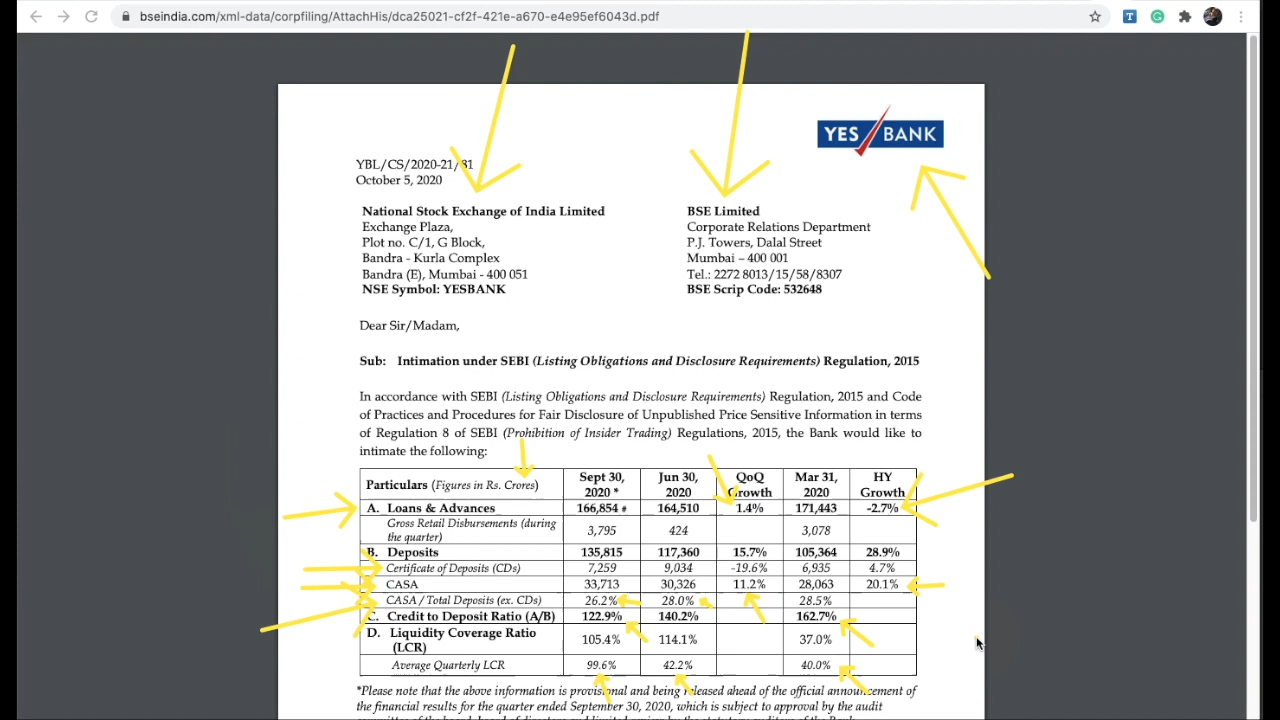 bseindia.com/xml-data/corpfiling/AttachHis/dca25021-cf2f-421e-a670-e4e95ef6043d.pdf
YES BANK
YBL/CS/2020-21/81
October 5, 2020
National Stock Exchange of India Limited
Exchange Plaza,
Plot no. C/1, G Block,
Bandra - Kurla Complex
Bandra (E), Mumbai - 400 051
NSE Symbol: YESBANK
BSE Limited
Corporate Relations Department
P.J. Towers, Dalal Street
Mumbai – 400 001
Tel.: 2272 8013/15/58/8307
BSE Scrip Code: 532648
Dear Sir/Madam,
Sub: Intimation under SEBI (Listing Obligations and Disclosure Requirements) Regulation, 2015
In accordance with SEBI (Listing Obligations and Disclosure Requirements) Regulation, 2015 and Code
of Practices and Procedures for Fair Disclosure of Unpublished Price Sensitive Information in terms
of Regulation 8 of SEBI (Prohibition of Insider Trading) Regulations, 2015, the Bank would like to
intimate the following:
Particulars (Figures in Rs. Crores) Sept 30, 2020 * Jun 30, 2020 QoQ Growth Mar 31, 2020 HY Growth
A. Loans & Advances 166,854 # 164,510 1.4% 171,443 -2.7%
Gross Retail Disbursements (during the quarter) 3,795 424 3,078
B. Deposits 135,815 117,360 15.7% 105,364 28.9%
Certificate of Deposits (CDs) 7,259 9,034 -19.6% 6,935 4.7%
CASA 33,713 30,326 11.2% 28,063 20.1%
CASA / Total Deposits (ex. CDs) 26.2% 28.0% 28.5%
C. Credit to Deposit Ratio (A/B) 122.9% 140.2% 162.7%
D. Liquidity Coverage Ratio (LCR) 105.4% 114.1% 37.0%
Average Quarterly LCR 99.6% 42.2% 40.0%
*Please note that the above information is provisional and being released ahead of the official announcement of
the financial results for the quarter ended September 30, 2020, which is subject to approval by the audit